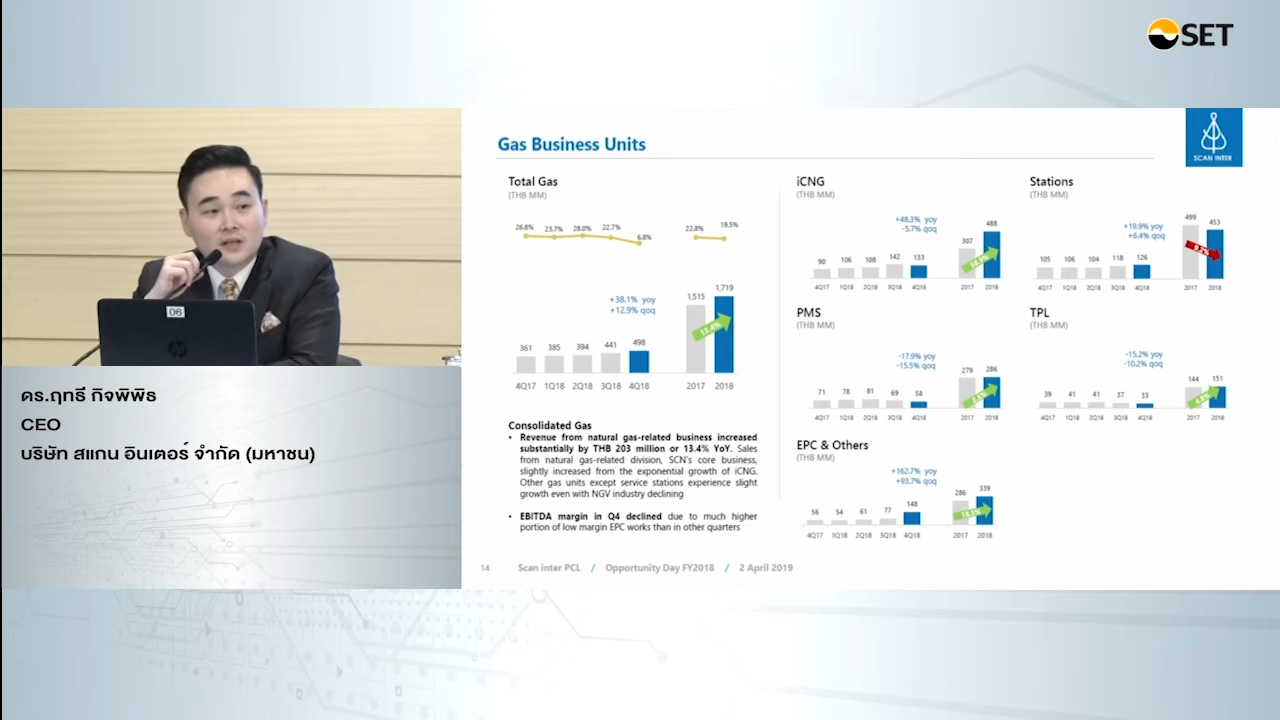 SET
Gas Business Units
SCAN INTER
Total Gas
(THB MM)
26.8% 23.7% 28.0% 22.7% 6.8% 22.8% 19.5%
+38.1% yoy
+12.9% qoq
361 385 394 441 498 1,515 1,719
13.4%
4Q17 1Q18 2Q18 3Q18 4Q18 2017 2018
Consolidated Gas
• Revenue from natural gas-related business increased
substantially by THB 203 million or 13.4% YoY. Sales
from natural gas-related division, SCN's core business,
slightly increased from the exponential growth of iCNG.
Other gas units except service stations experience slight
growth even with NGV industry declining
• EBITDA margin in Q4 declined due to much higher
portion of low margin EPC works than in other quarters
iCNG
(THB MM)
+48.3% yoy
-5.7% qoq
90 106 108 142 133 307 488
4Q17 1Q18 2Q18 3Q18 4Q18 2017 2018
Stations
(THB MM)
+19.9% yoy
+6.4% qoq
105 106 104 118 126 499 453
9.2%
4Q17 1Q18 2Q18 3Q18 4Q18 2017 2018
PMS
(THB MM)
-17.9% yoy
-15.5% qoq
71 78 81 69 58 279 286
4Q17 1Q18 2Q18 3Q18 4Q18 2017 2018
TPL
(THB MM)
-15.2% yoy
-10.2% qoq
39 41 41 37 33 144 151
4Q17 1Q18 2Q18 3Q18 4Q18 2017 2018
EPC & Others
(THB MM)
+162.7% yoy
+93.7% qoq
56 54 61 77 148 286 339
4Q17 1Q18 2Q18 3Q18 4Q18 2017 2018
14 Scan inter PCL / Opportunity Day FY2018 / 2 April 2019
06
hp
ดร.ฤทธี กิจพิพิธ
CEO
บริษัท สแกน อินเตอร์ จำกัด (มหาชน)